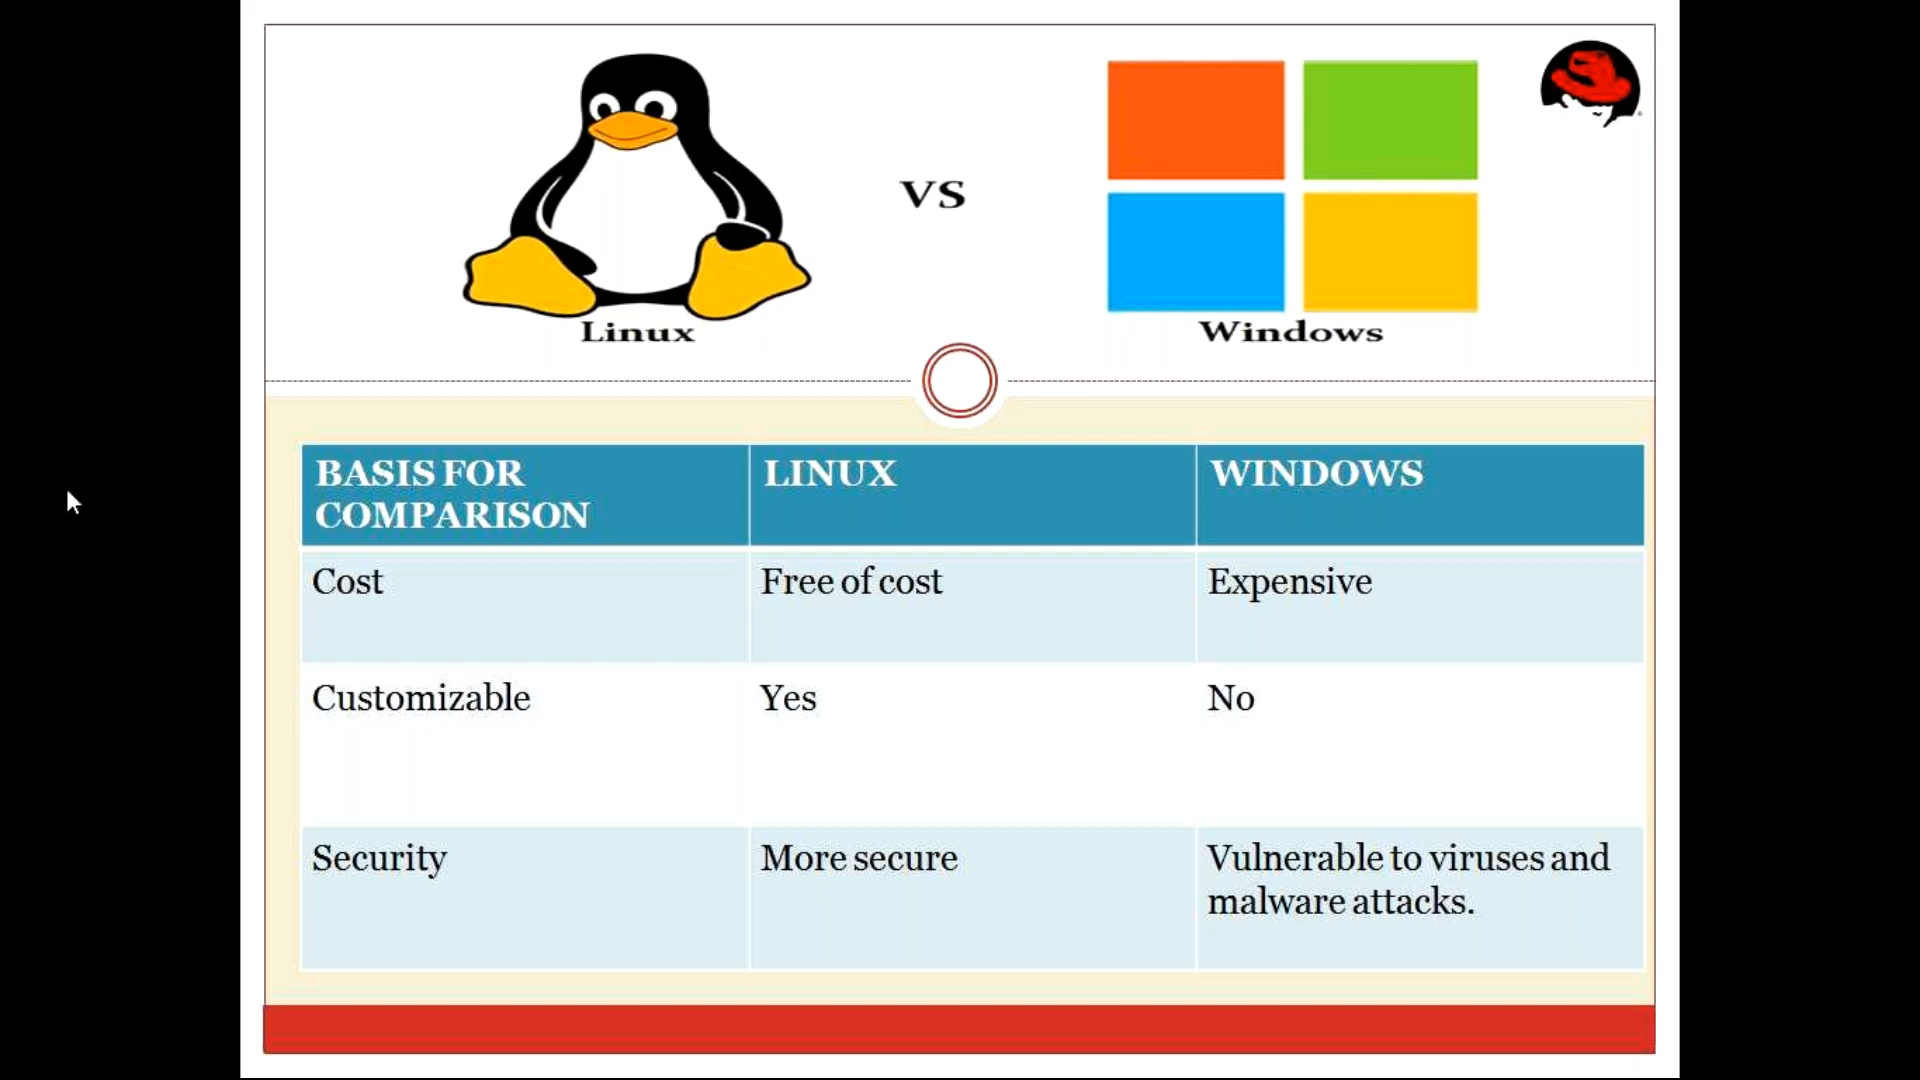 VS
Linux
Windows
BASIS FOR
COMPARISON
LINUX
WINDOWS
Cost
Free of cost
Expensive
Customizable
Yes
No
Security
More secure
Vulnerable to viruses and
malware attacks.